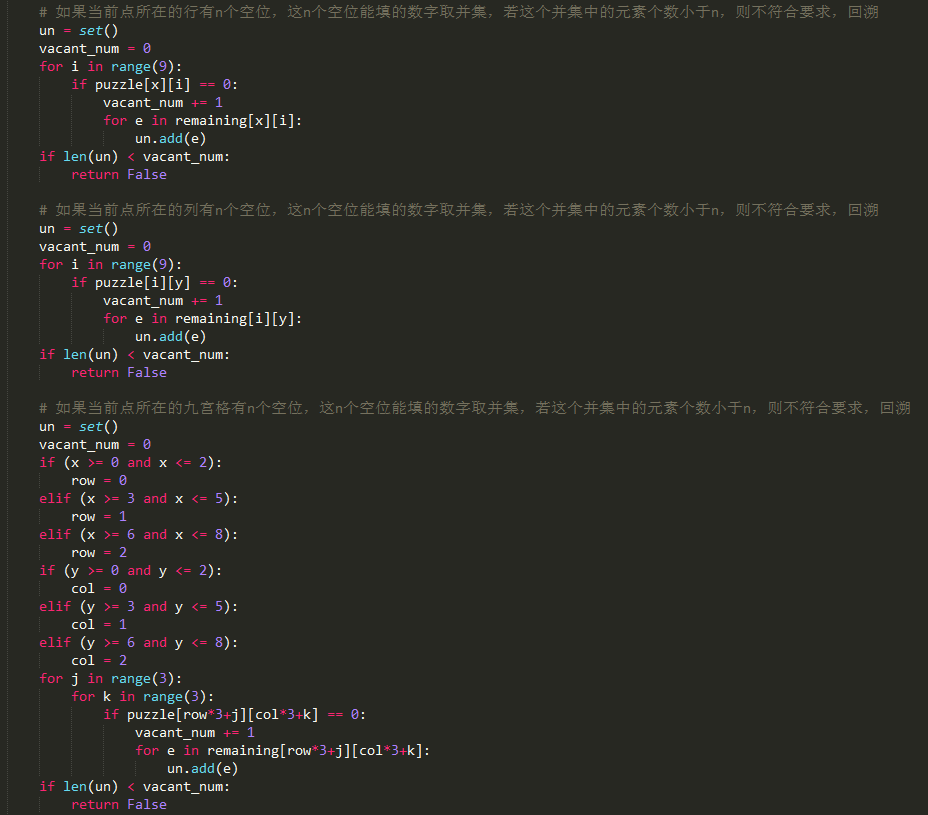 # 如果当前点所在的行有n个空位，这n个空位能填的数字取并集，若这个并集中的元素个数小于n，则不符合要求，回溯
un = set()
vacant_num = 0
for i in range(9):
    if puzzle[x][i] == 0:
        vacant_num += 1
        for e in remaining[x][i]:
            un.add(e)
if len(un) < vacant_num:
    return False

# 如果当前点所在的列有n个空位，这n个空位能填的数字取并集，若这个并集中的元素个数小于n，则不符合要求，回溯
un = set()
vacant_num = 0
for i in range(9):
    if puzzle[i][y] == 0:
        vacant_num += 1
        for e in remaining[i][y]:
            un.add(e)
if len(un) < vacant_num:
    return False

# 如果当前点所在的九宫格有n个空位，这n个空位能填的数字取并集，若这个并集中的元素个数小于n，则不符合要求，回溯
un = set()
vacant_num = 0
if (x >= 0 and x <= 2):
    row = 0
elif (x >= 3 and x <= 5):
    row = 1
elif (x >= 6 and x <= 8):
    row = 2
if (y >= 0 and y <= 2):
    col = 0
elif (y >= 3 and y <= 5):
    col = 1
elif (y >= 6 and y <= 8):
    col = 2
for j in range(3):
    for k in range(3):
        if puzzle[row*3+j][col*3+k] == 0:
            vacant_num += 1
            for e in remaining[row*3+j][col*3+k]:
                un.add(e)
if len(un) < vacant_num:
    return False